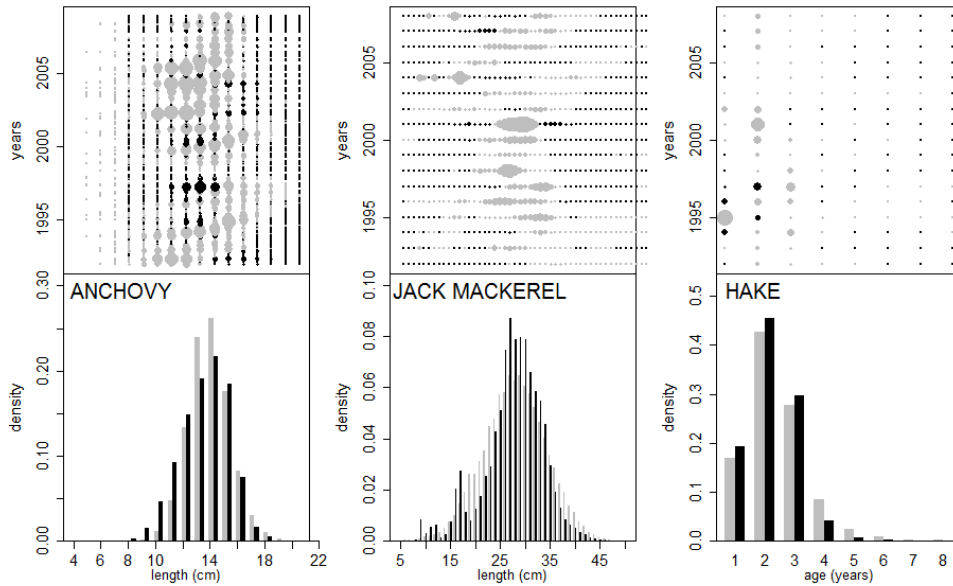 years
1995 2000 2005
years
1995 2000 2005
years
1995 2000 2005
ANCHOVY
density
0.00 0.10 0.20 0.30
4 6 8 10 14 18 22
length (cm)
JACK MACKEREL
density
0.00 0.02 0.04 0.06 0.08 0.10
5 15 25 35 45
length (cm)
HAKE
density
0.0 0.1 0.2 0.3 0.4 0.5
1 2 3 4 5 6 7 8
age (years)